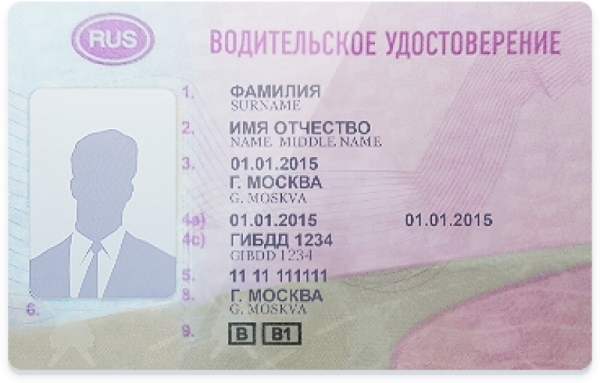 RUS ВОДИТЕЛЬСКОЕ УДОСТОВЕРЕНИЕ
1. ФАМИЛИЯ
SURNAME
2. ИМЯ ОТЧЕСТВО
NAME MIDDLE NAME
3. 01.01.2015
Г. МОСКВА
G. MOSKVA
4a) 01.01.2015 01.01.2015
4c) ГИБДД 1234
GIBDD 1234
5. 11 11 111111
8. Г. МОСКВА
G. MOSKVA
6.
9. B B1